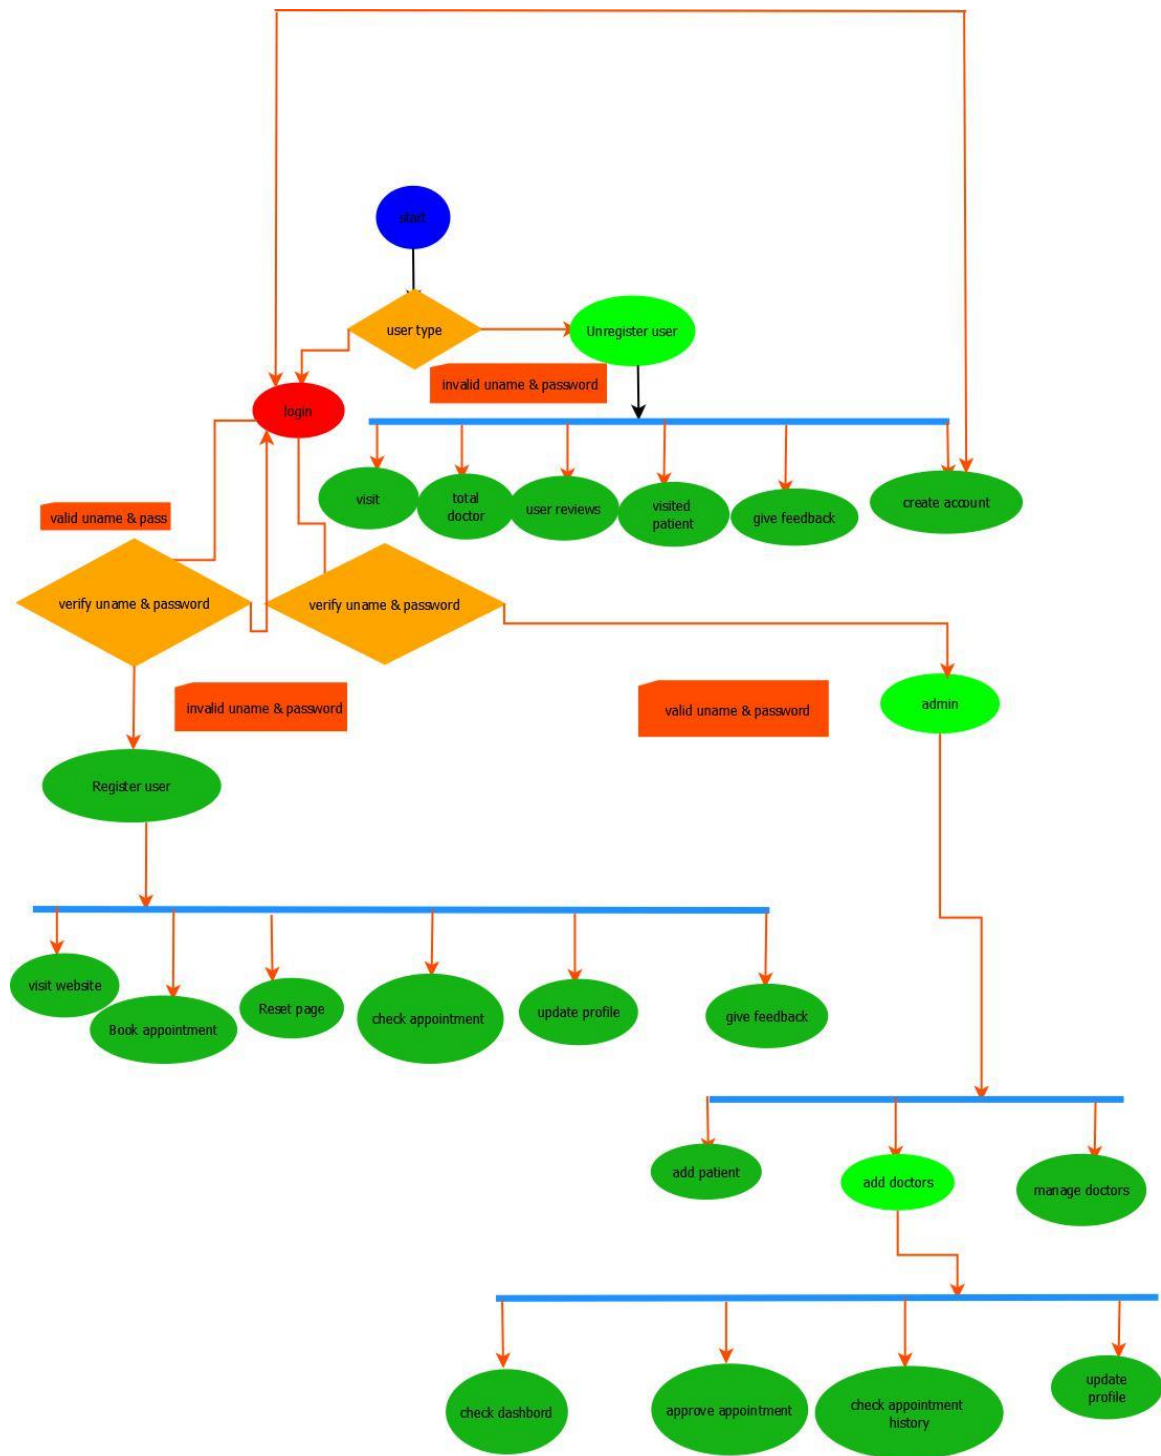 start
user type
Unregister user
invalid uname & password
login
visit
total
doctor
user reviews
visited
patient
give feedback
create account
valid uname & pass
verify uname & password
verify uname & password
invalid uname & password
valid uname & password
admin
Register user
visit website
Book appointment
Reset page
check appointment
update profile
give feedback
add patient
add doctors
manage doctors
check dashbord
approve appointment
check appointment
history
update
profile